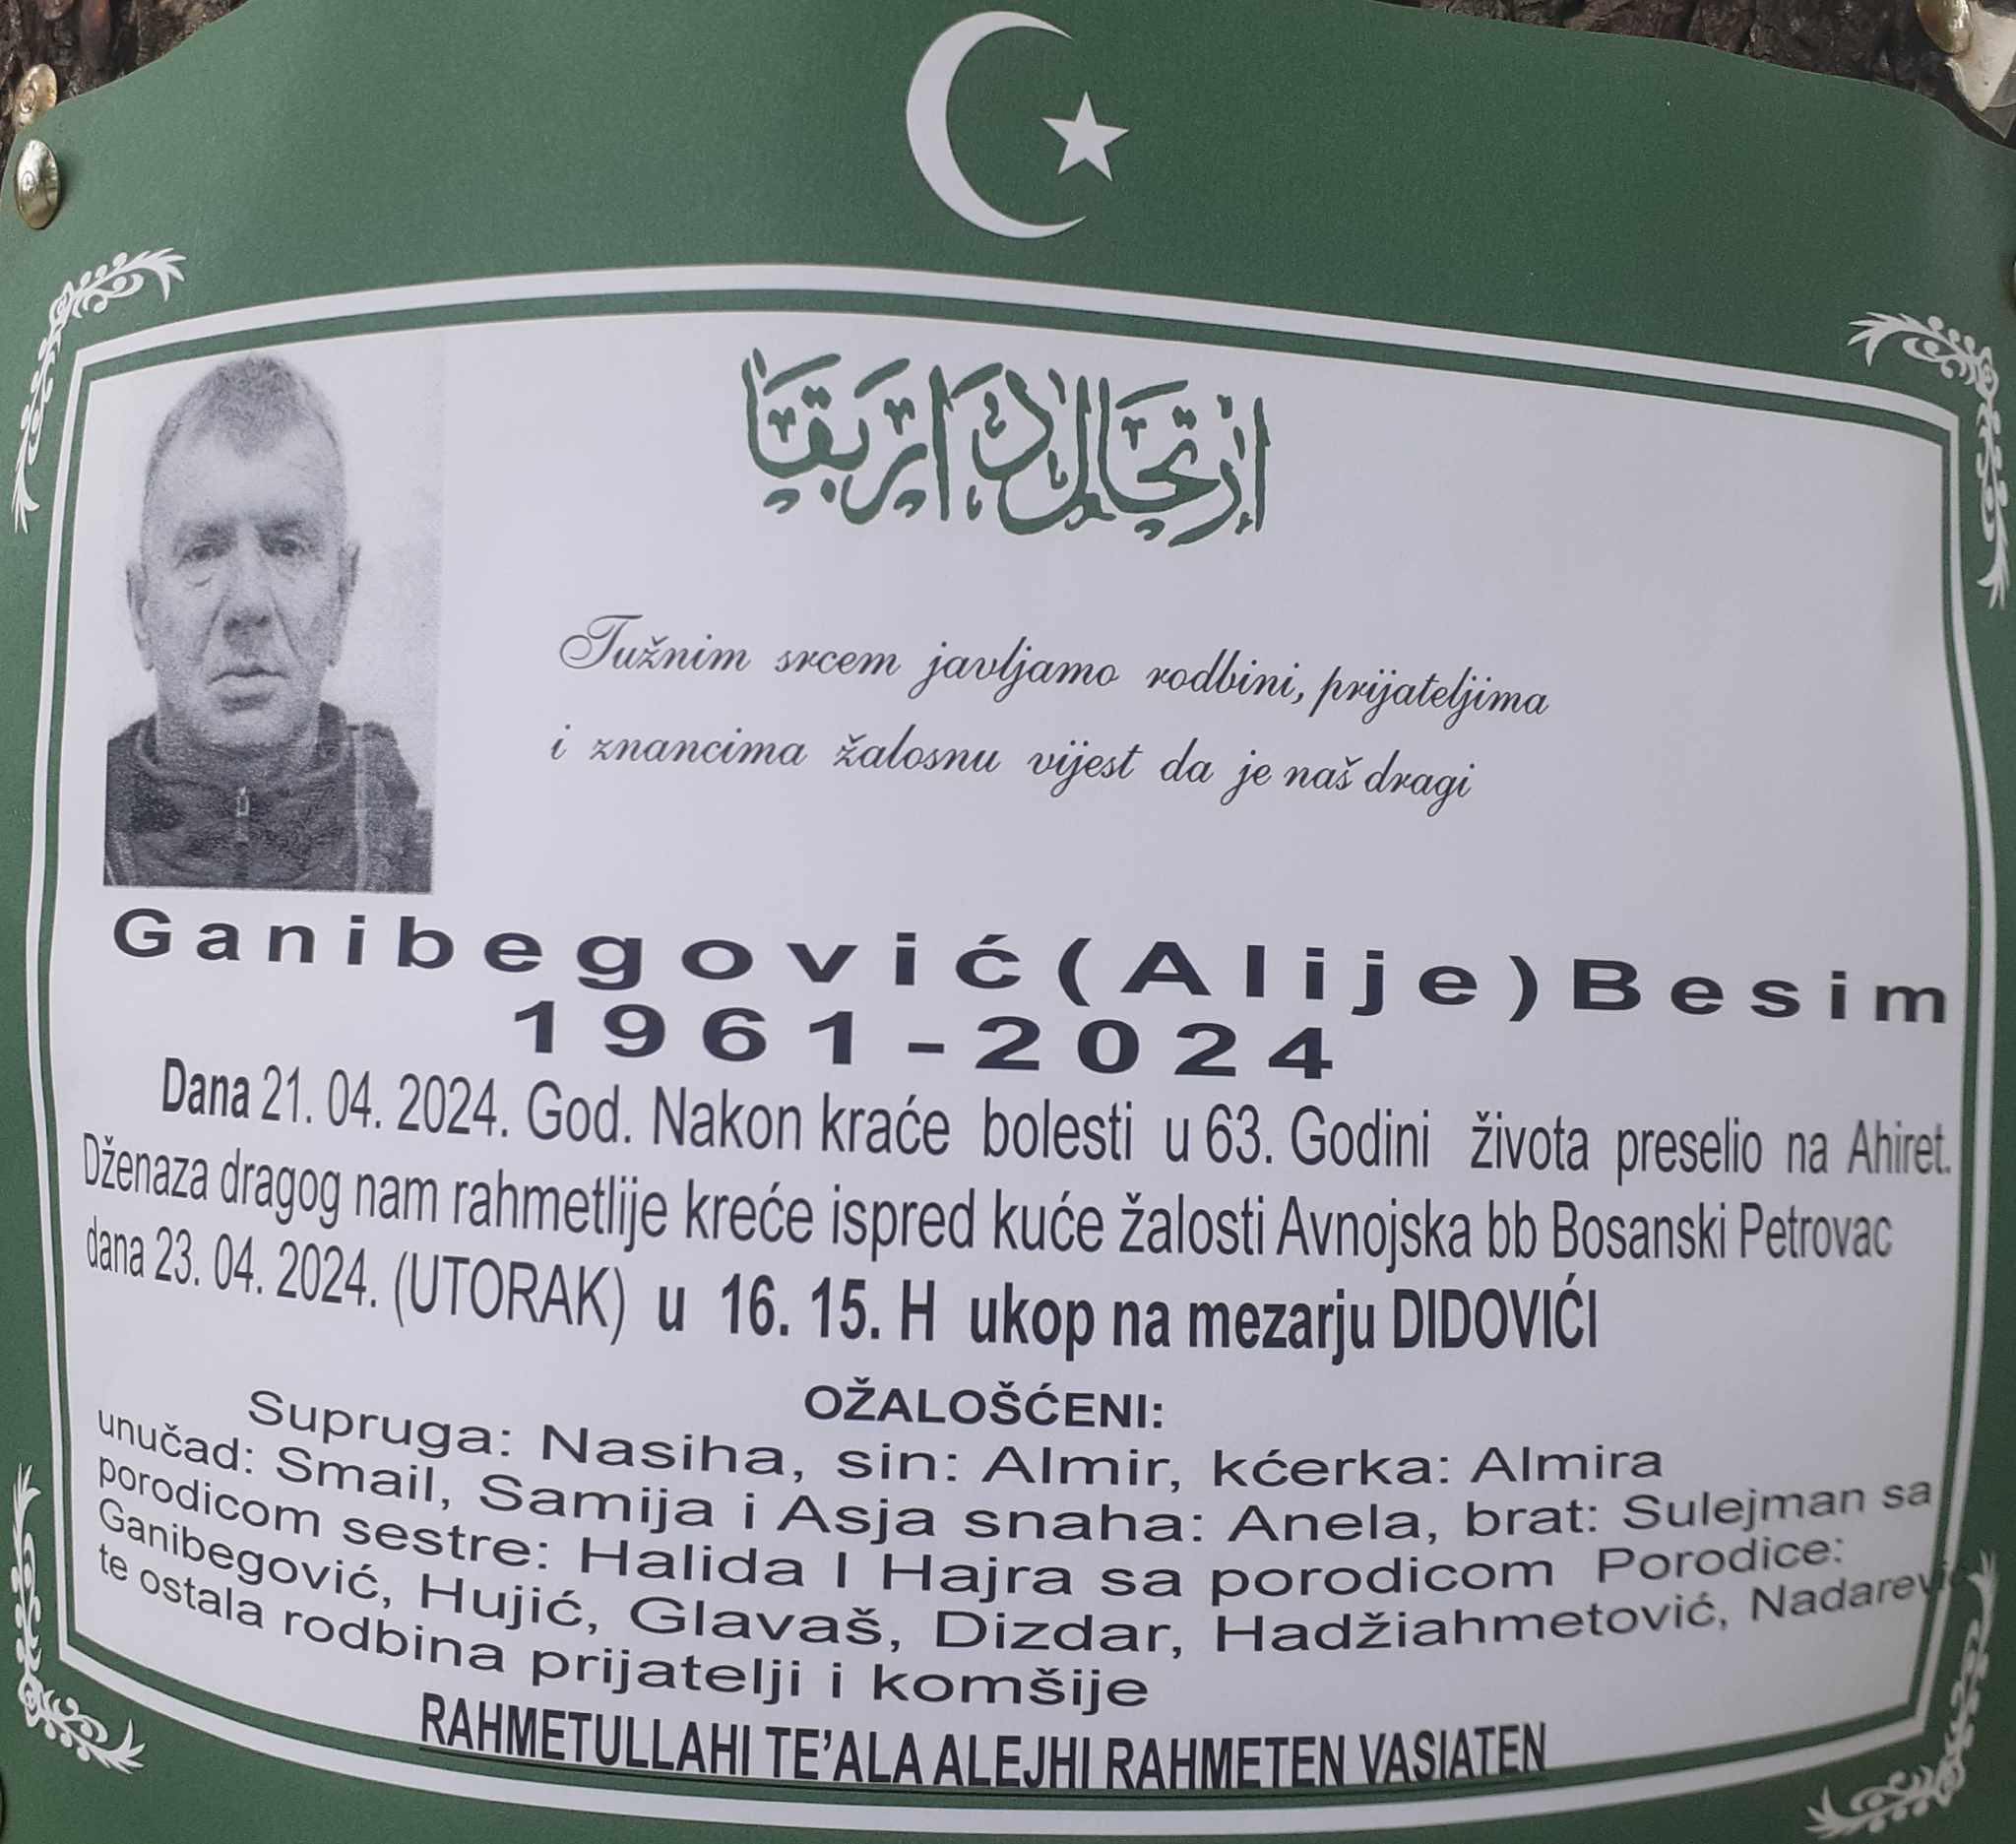 إرتحال دار بقا
Tužnim srcem javljamo rodbini, prijateljima
i znancima žalosnu vijest da je naš dragi
Ganibegović(Alije)Besim
1961-2024
Dana 21. 04. 2024. God. Nakon kraće bolesti u 63. Godini života preselio na Ahiret.
Dženaza dragog nam rahmetlije kreće ispred kuće žalosti Avnojska bb Bosanski Petrovac
dana 23. 04. 2024. (UTORAK) u 16. 15. H ukop na mezarju DIDOVIĆI
OŽALOŠĆENI:
Supruga: Nasiha, sin: Almir, kćerka: Almira
unučad: Smail, Samija i Asja snaha: Anela, brat: Sulejman sa
porodicom sestre: Halida I Hajra sa porodicom Porodice:
Ganibegović, Hujić, Glavaš, Dizdar, Hadžiahmetović,
te ostala rodbina prijatelji i komšije
RAHMETULLAHI TE’ALA ALEJHI RAHMETEN VASIATEN